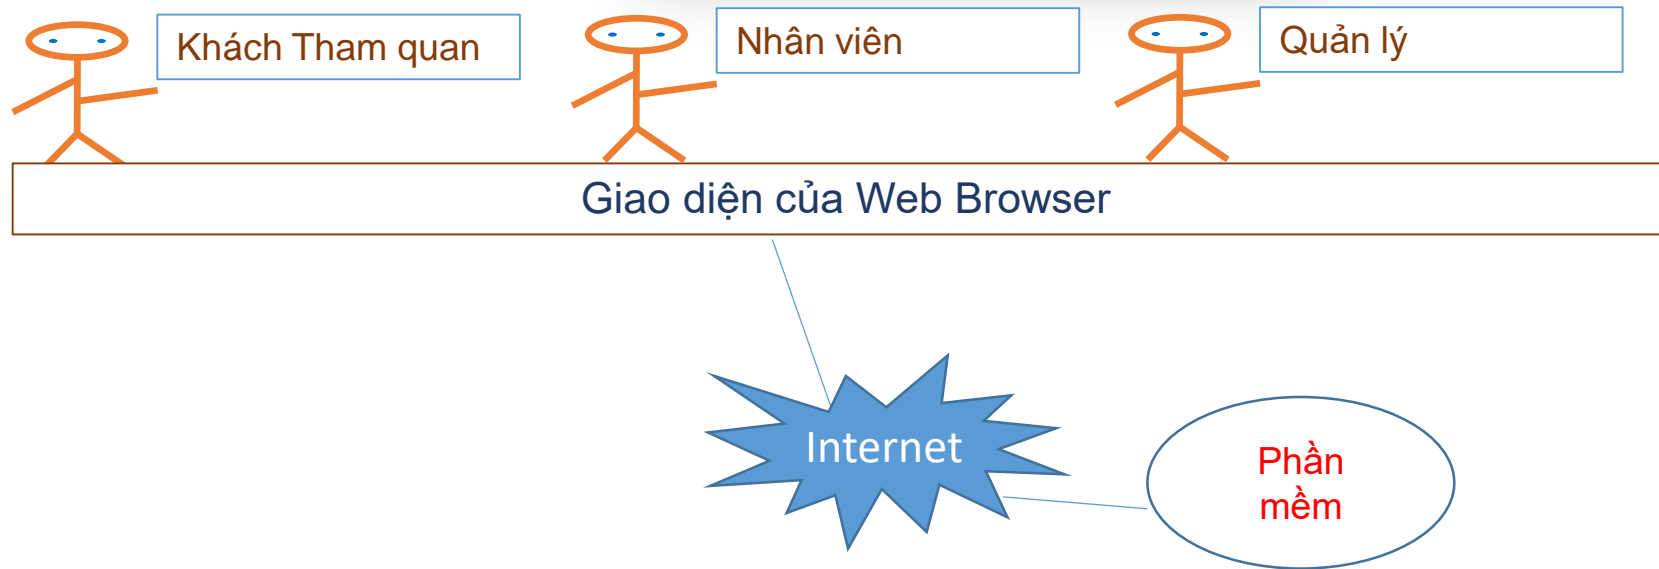 Khách Tham quan
Nhân viên
Quản lý
Giao diện của Web Browser
Internet
Phần
mềm